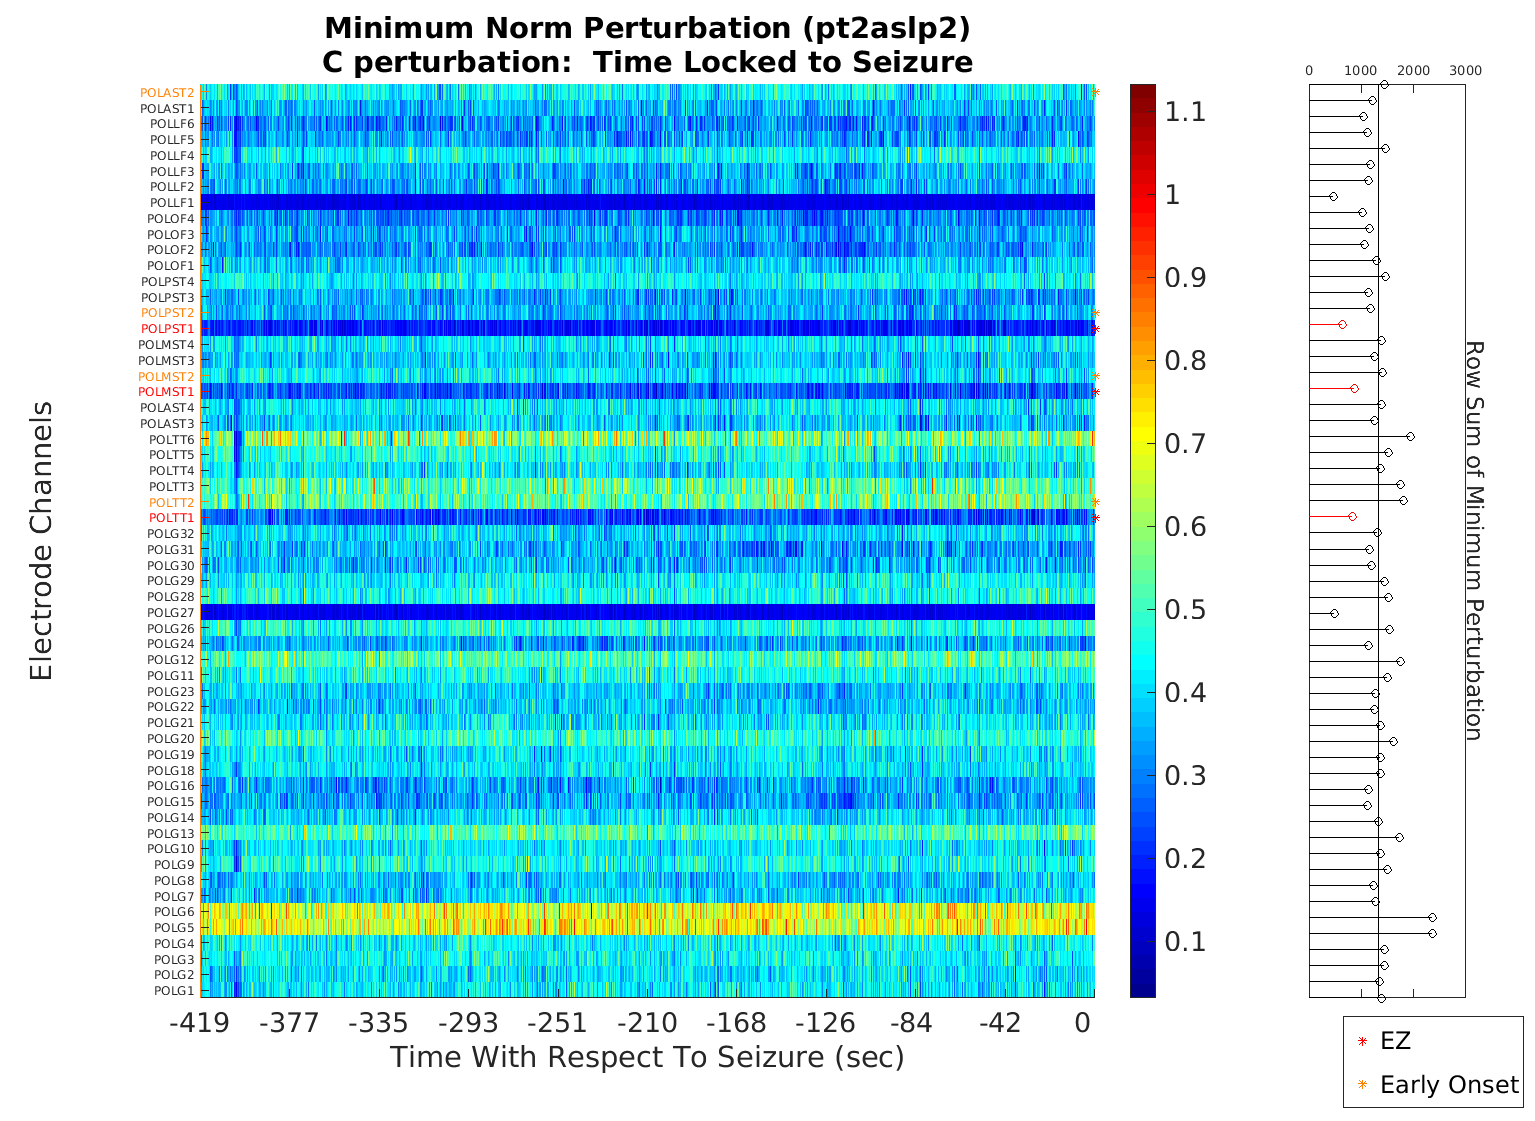 Minimum Norm Perturbation (pt2aslp2)
C perturbation:  Time Locked to Seizure
Electrode Channels
POLAST2
POLAST1
POLLF6
POLLF5
POLLF4
POLLF3
POLLF2
POLLF1
POLOF4
POLOF3
POLOF2
POLOF1
POLPST4
POLPST3
POLPST2
POLPST1
POLMST4
POLMST3
POLMST2
POLMST1
POLAST4
POLAST3
POLTT6
POLTT5
POLTT4
POLTT3
POLTT2
POLTT1
POLG32
POLG31
POLG30
POLG29
POLG28
POLG27
POLG26
POLG24
POLG12
POLG11
POLG23
POLG22
POLG21
POLG20
POLG19
POLG18
POLG16
POLG15
POLG14
POLG13
POLG10
POLG9
POLG8
POLG7
POLG6
POLG5
POLG4
POLG3
POLG2
POLG1
-419 -377 -335 -293 -251 -210 -168 -126 -84 -42 0
Time With Respect To Seizure (sec)
1.1
1
0.9
0.8
0.7
0.6
0.5
0.4
0.3
0.2
0.1
0 1000 2000 3000
Row Sum of Minimum Perturbation
EZ
Early Onset